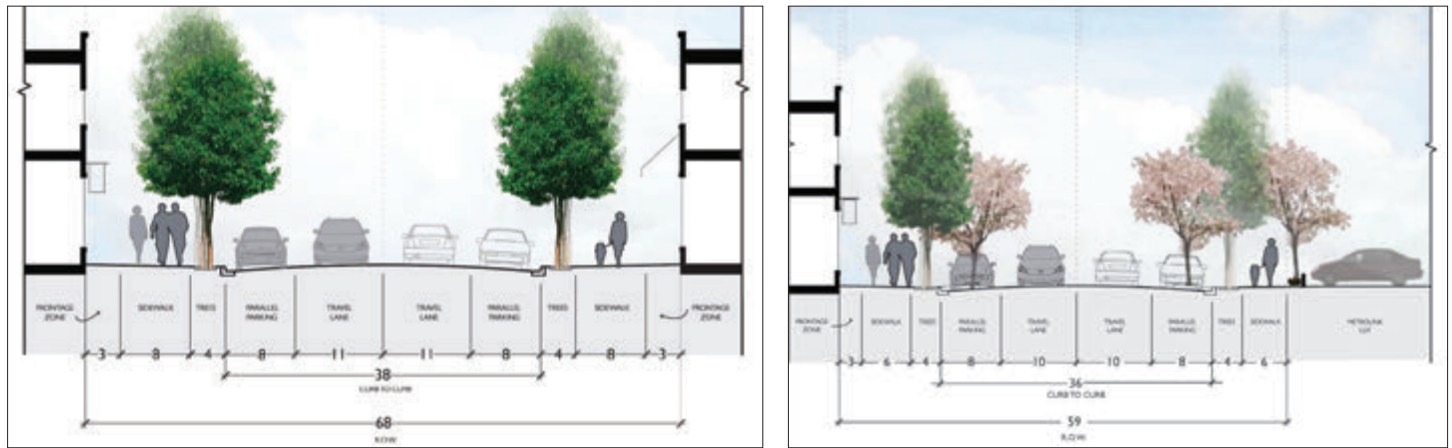 FRONTAGE
ZONE
SIDEWALK
TREES
PARALLEL
PARKING
TRAVEL
LANE
TRAVEL
LANE
PARALLEL
PARKING
TREES
SIDEWALK
FRONTAGE
ZONE
3 8 4 8 11 11 8 4 8 3
38
CURB TO CURB
68
R.O.W.
FRONTAGE
ZONE
SIDEWALK
TREES
PARALLEL
PARKING
TRAVEL
LANE
TRAVEL
LANE
PARALLEL
PARKING
TREES
SIDEWALK
METROLINK
LOT
3 6 4 8 10 10 8 4 6
36
CURB TO CURB
59
R.O.W.